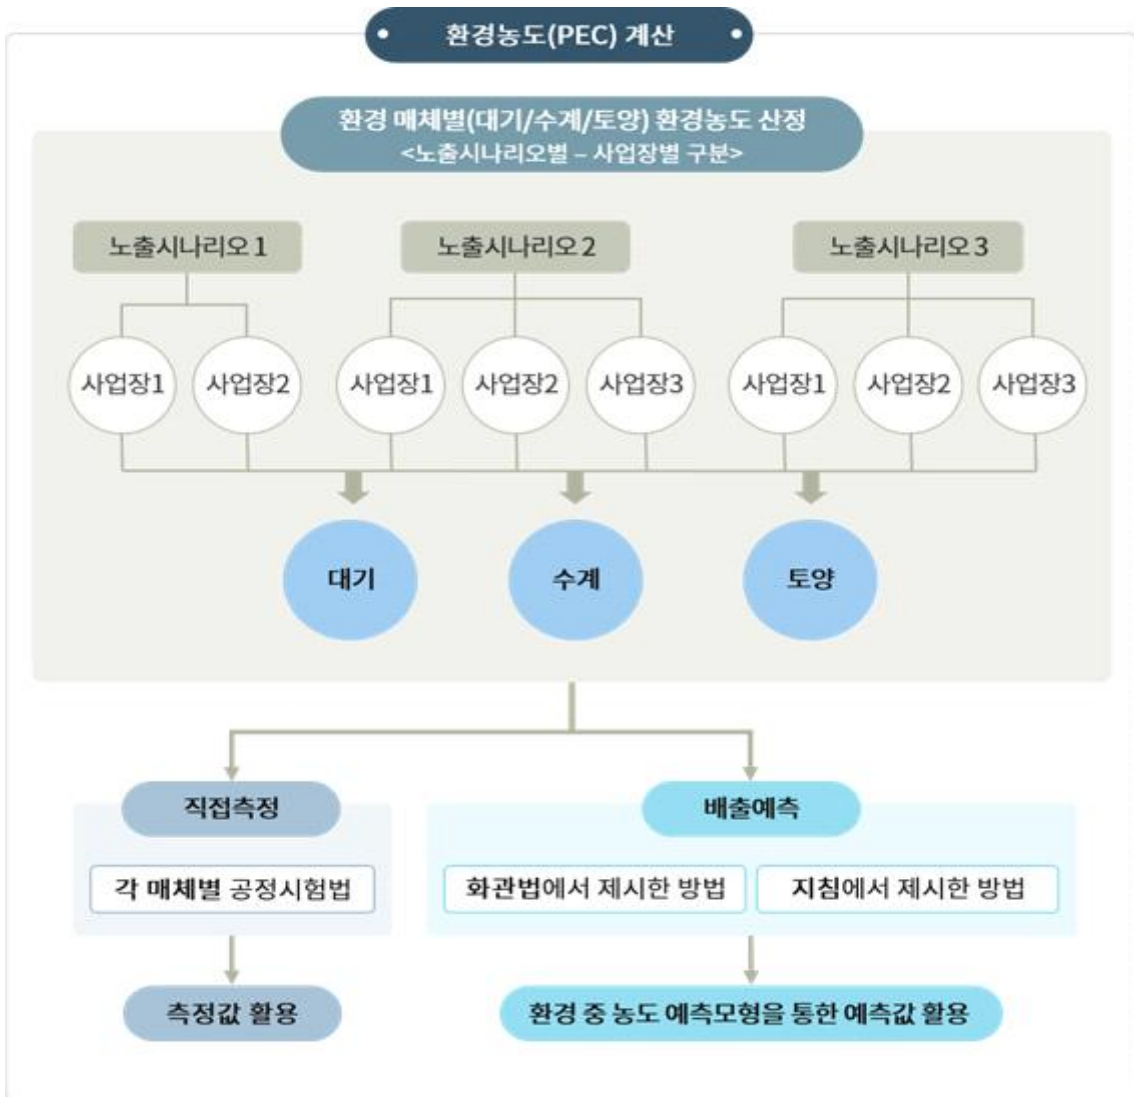 환경농도(PEC) 계산
환경 매체별(대기/수계/토양) 환경농도 산정
<노출시나리오별 – 사업장별 구분>
노출시나리오 1
노출시나리오 2
노출시나리오 3
사업장1
사업장2
사업장1
사업장2
사업장3
사업장1
사업장2
사업장3
대기
수계
토양
직접측정
배출예측
각 매체별 공정시험법
화관법에서 제시한 방법
지침에서 제시한 방법
측정값 활용
환경 중 농도 예측모형을 통한 예측값 활용